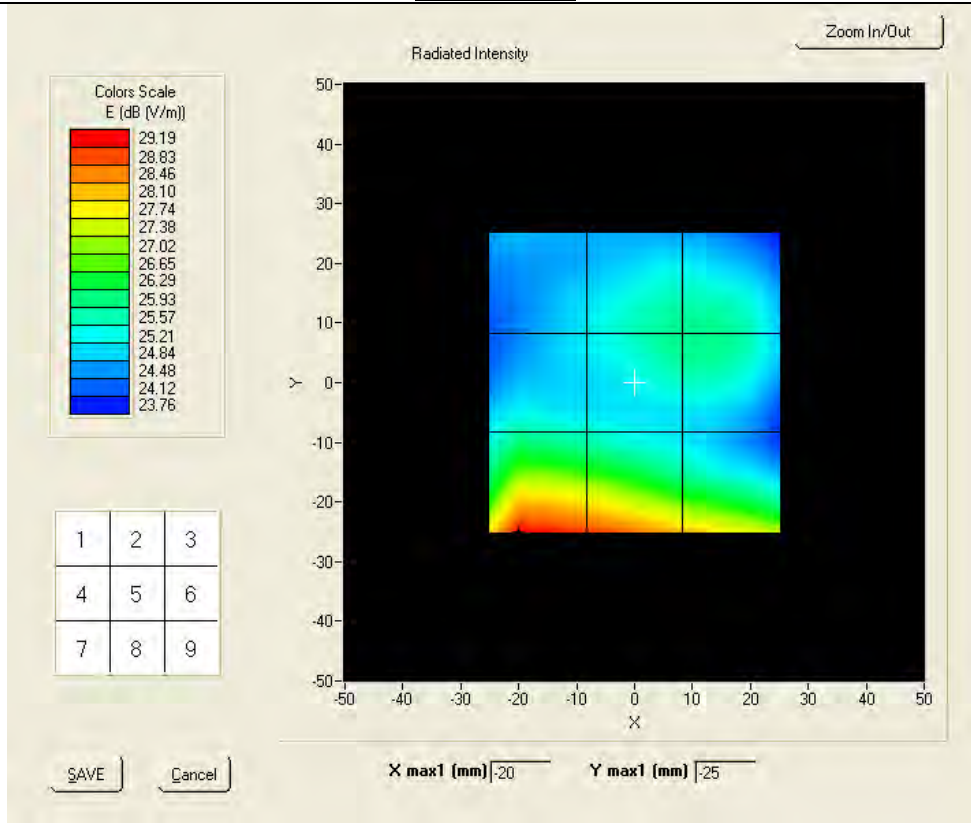 Zoom In/Out
Radiated Intensity
Colors Scale
E (dB (V/m))
29.19
28.83
28.46
28.10
27.74
27.38
27.02
26.65
26.29
25.93
25.57
25.21
24.84
24.48
24.12
23.76
50
40
30
20
10
0
-10
-20
-30
-40
-50
Y
-50 -40 -30 -20 -10 0 10 20 30 40 50
X
1 2 3
4 5 6
7 8 9
SAVE Cancel
X max1 (mm) -20 Y max1 (mm) -25